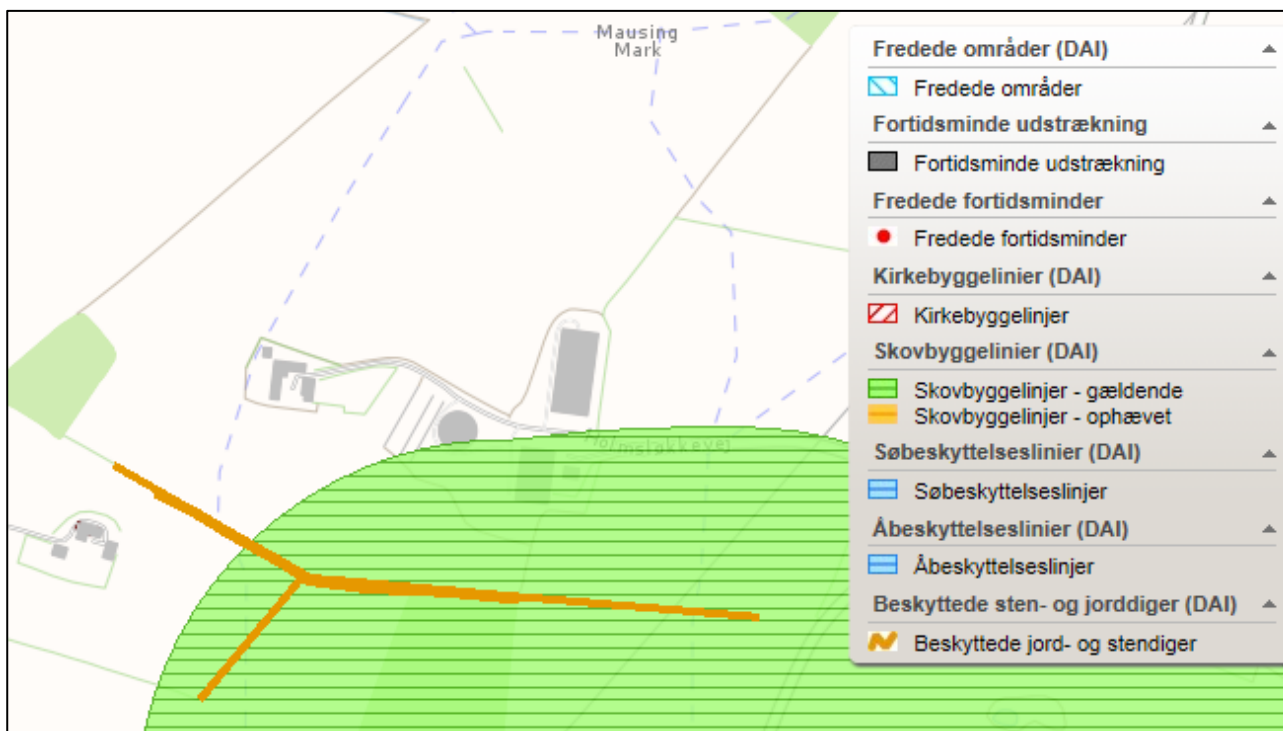 Mausing
Mark
Holmstøkkevej
Fredede områder (DAI)
Fredede områder
Fortidsminde udstrækning
Fortidsminde udstrækning
Fredede fortidsminder
Fredede fortidsminder
Kirkebyggelinier (DAI)
Kirkebyggelinjer
Skovbyggelinier (DAI)
Skovbyggelinjer - gældende
Skovbyggelinjer - ophævet
Søbeskyttelseslinier (DAI)
Søbeskyttelseslinjer
Åbeskyttelseslinier (DAI)
Åbeskyttelseslinjer
Beskyttede sten- og jorddiger (DAI)
Beskyttede jord- og stendiger